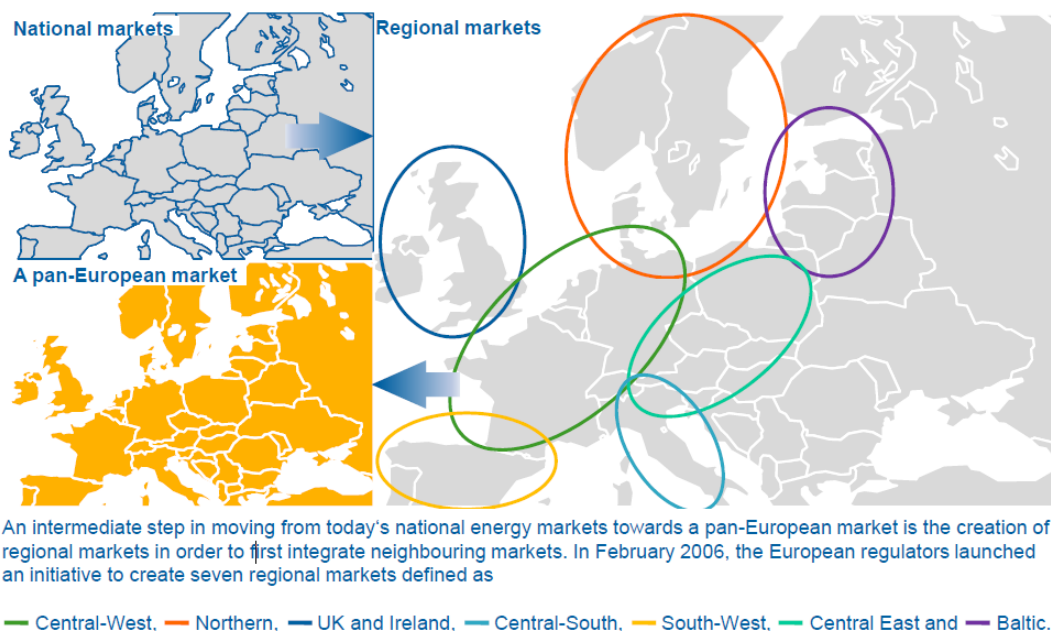 National markets
Regional markets
A pan-European market
An intermediate step in moving from today's national energy markets towards a pan-European market is the creation of
regional markets in order to first integrate neighbouring markets. In February 2006, the European regulators launched
an initiative to create seven regional markets defined as
Central-West, Northern, UK and Ireland, Central-South, South-West, Central East and Baltic.